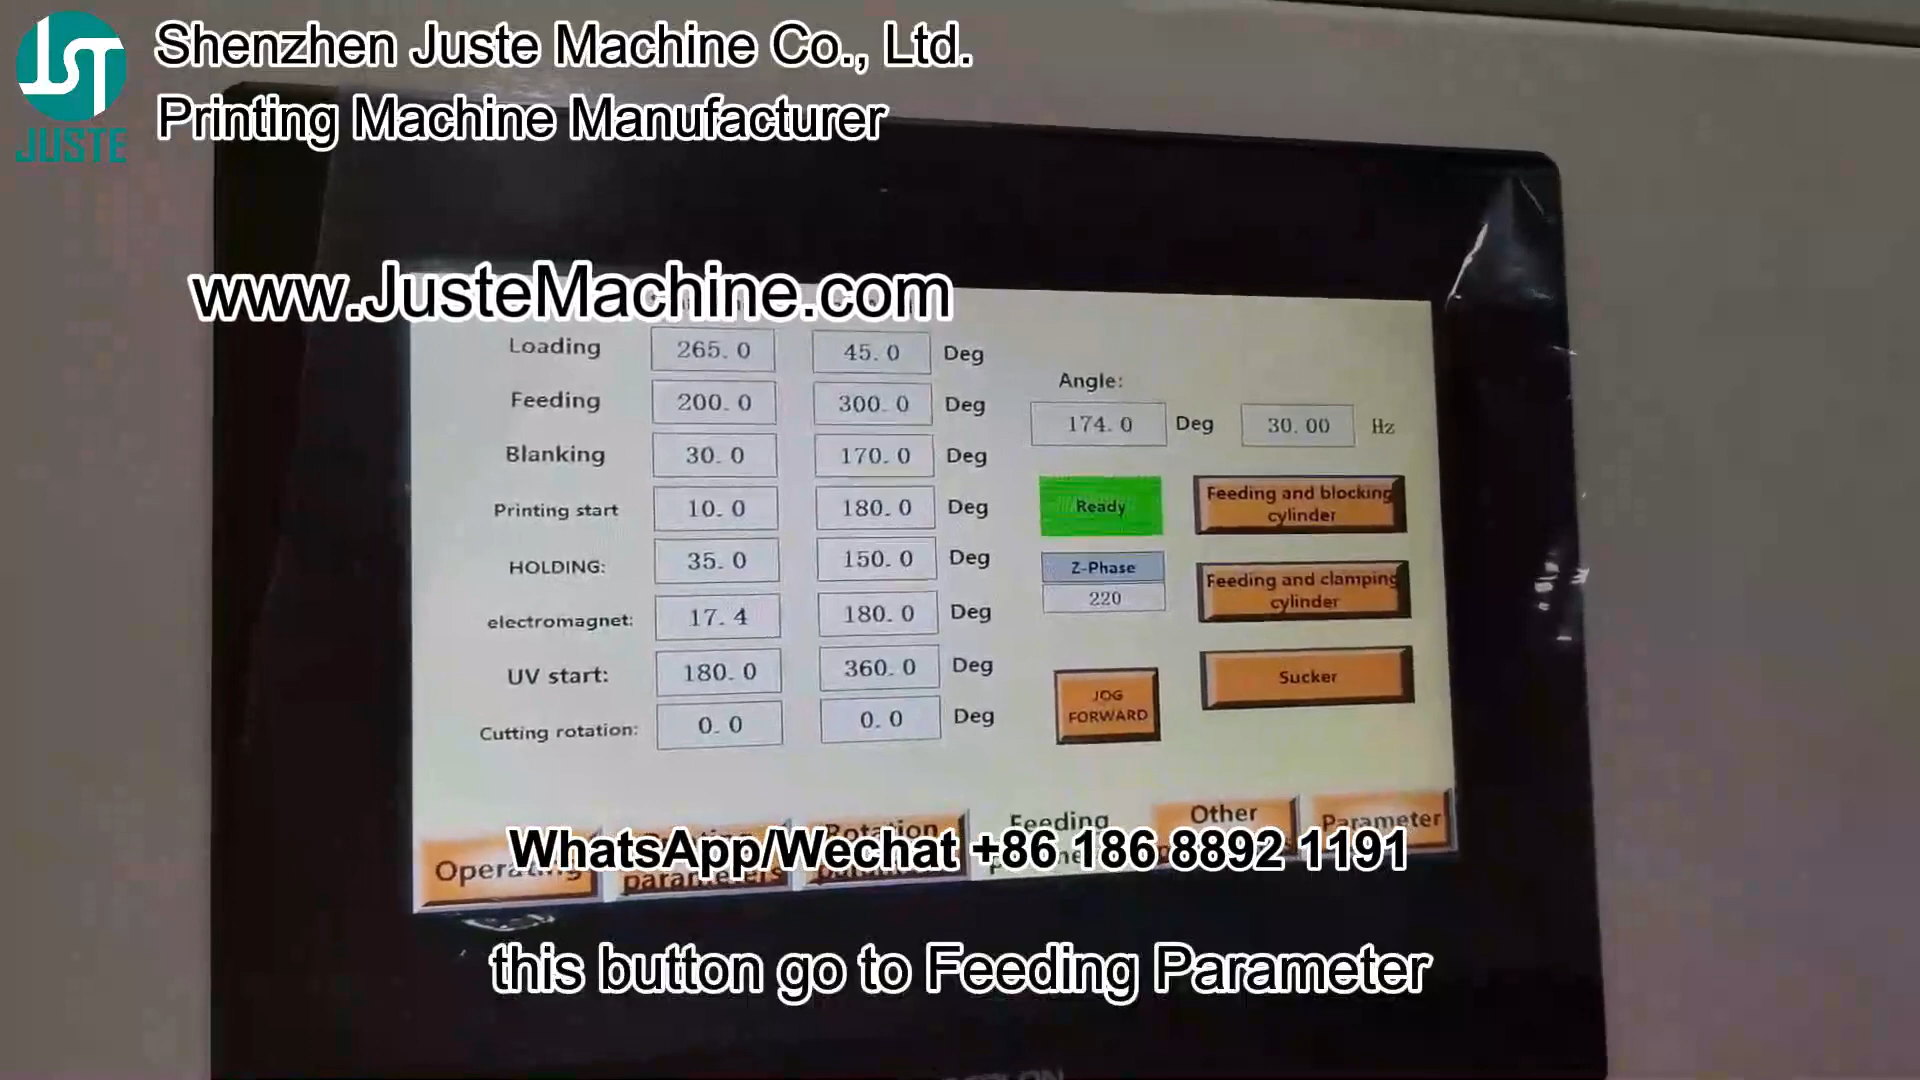 JUSTE
Shenzhen Juste Machine Co., Ltd.
Printing Machine Manufacturer
www.JusteMachine.com
Loading 265.0 45.0 Deg
Feeding 200.0 300.0 Deg
Blanking 30.0 170.0 Deg
Printing start 10.0 180.0 Deg
HOLDING: 35.0 150.0 Deg
electromagnet: 17.4 180.0 Deg
UV start: 180.0 360.0 Deg
Cutting rotation: 0.0 0.0 Deg
Angle:
174.0 Deg 30.00 Hz
Ready
Feeding and blocking
cylinder
Z-Phase
220
Feeding and clamping
cylinder
JOG
FORWARD
Sucker
Operating
parameters
Rotation
Feeding
Other
Parameter
WhatsApp/Wechat +86 186 8892 1191
this button go to Feeding Parameter